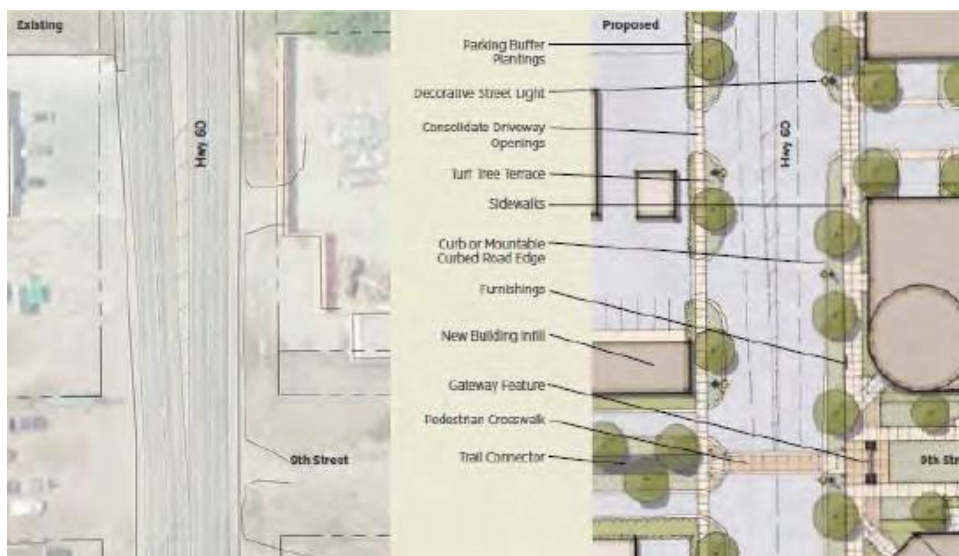 Existing
Hwy 60
9th Street
Parking Buffer
Plantings
Decorative Street Light
Consolidate Driveway
Openings
Turf Tree Terrace
Sidewalks
Curb or Mountable
Curbed Road Edge
Furnishings
New Building Infill
Gateway Feature
Pedestrian Crosswalk
Trail Connector
Proposed
Hwy 60
9th Str